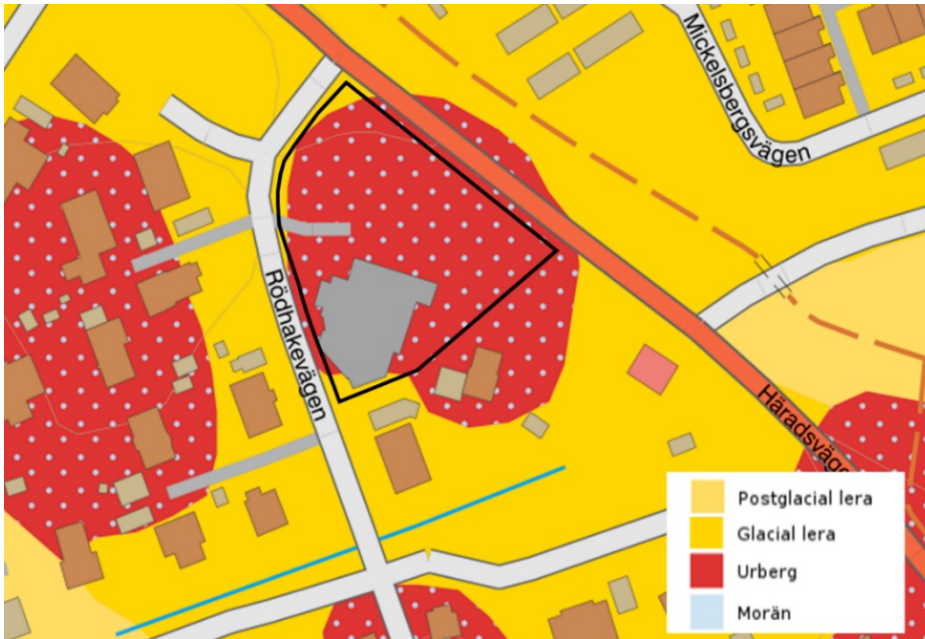 Mickelsbergsvägen
Rödhakevägen
Häradsväge
Postglacial lera
Glacial lera
Urberg
Morän